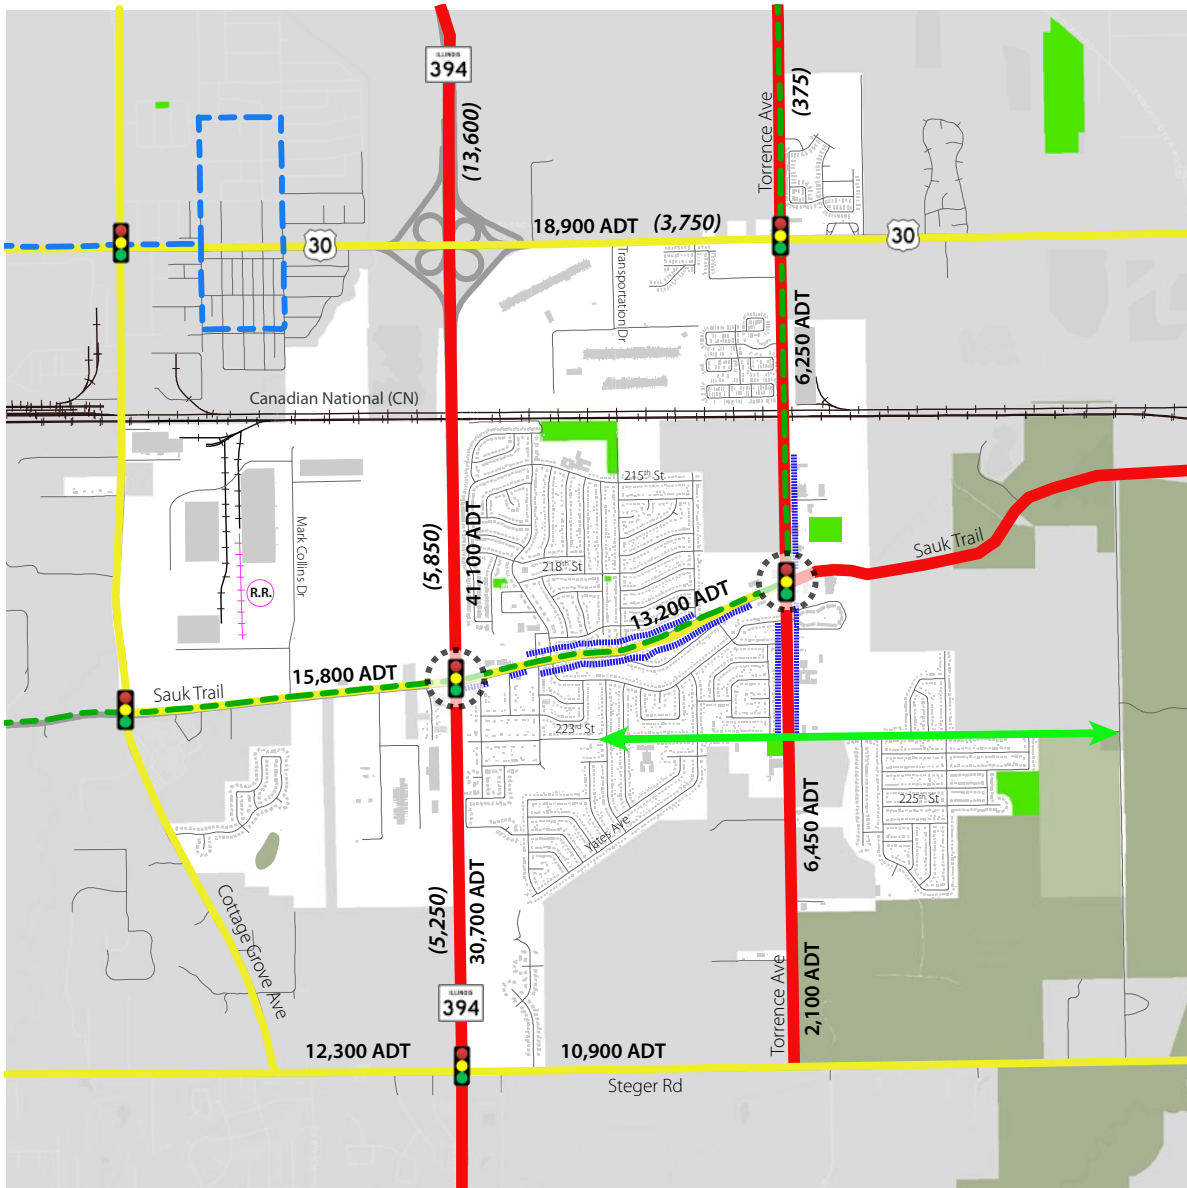 ILLINOIS
394
(13,600)
Torrence Ave
(375)
18,900 ADT (3,750)
30
30
Transportation Dr
6,250 ADT
Canadian National (CN)
215th St
Mark Collins Dr
(5,850)
41,100 ADT
218th St
Sauk Trail
R.R.
13,200 ADT
15,800 ADT
Sauk Trail
223rd St
225th St
Yates Ave
6,450 ADT
Cottage Grove Ave
(5,250)
30,700 ADT
Torrence Ave
2,100 ADT
ILLINOIS
394
12,300 ADT
10,900 ADT
Steger Rd